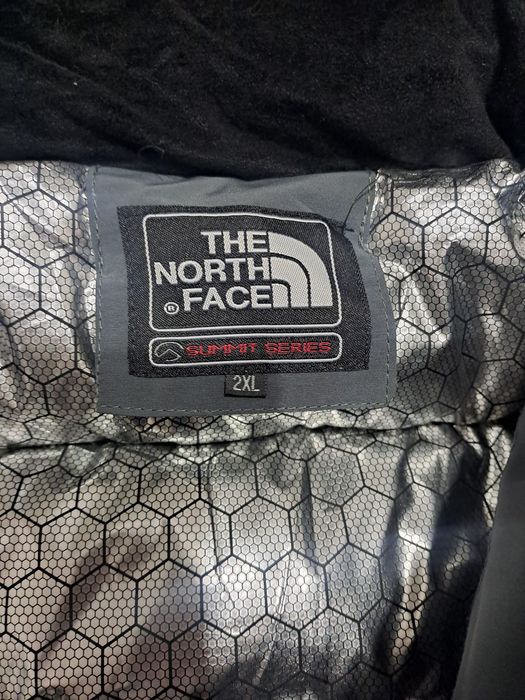 THE
NORTH
FACE
®
SUMMIT SERIES
2XL